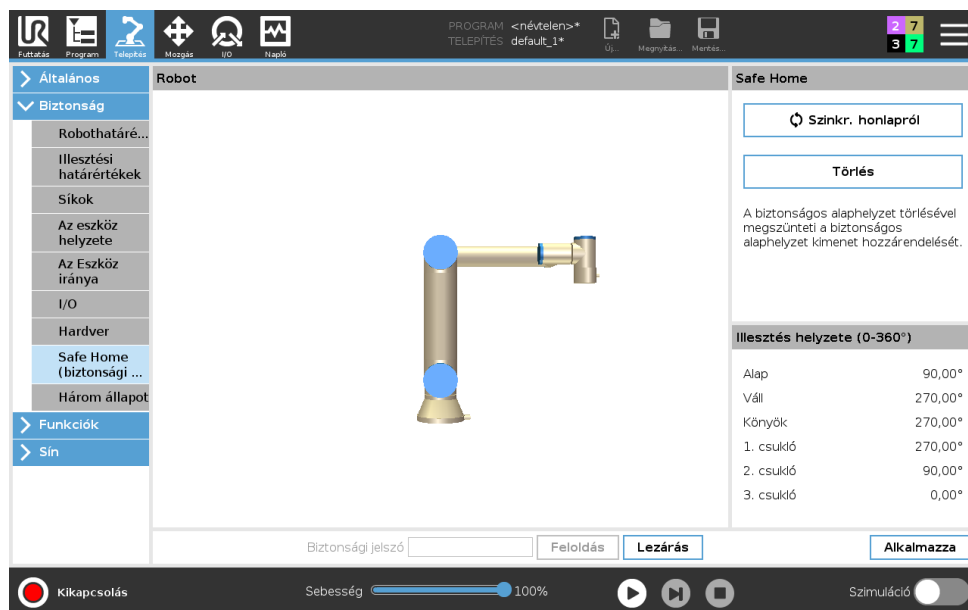 PROGRAM <névtelen>*
TELEPÍTÉS default_1*
Futtatás Program Telepítés Mozgás I/O Napló Új... Megnyitás... Mentés...
2 7
3 7
Általános
Biztonság
Robothatáré...
Illesztési
határértékek
Síkok
Az eszköz
helyzete
Az Eszköz
iránya
I/O
Hardver
Safe Home
(biztonsági ...
Három állapot
Funkciók
Sín
Robot
Safe Home
Szinkr. honlapról
Törlés
A biztonságos alaphelyzet törlésével
megszünteti a biztonságos
alaphelyzet kimenet hozzárendelését.
Illesztés helyzete (0-360°)
Alap 90,00°
Váll 270,00°
Könyök 270,00°
1. csukló 270,00°
2. csukló 90,00°
3. csukló 0,00°
Biztonsági jelszó Feloldás Lezárás Alkalmazza
Kikapcsolás Sebesség 100% Szimuláció